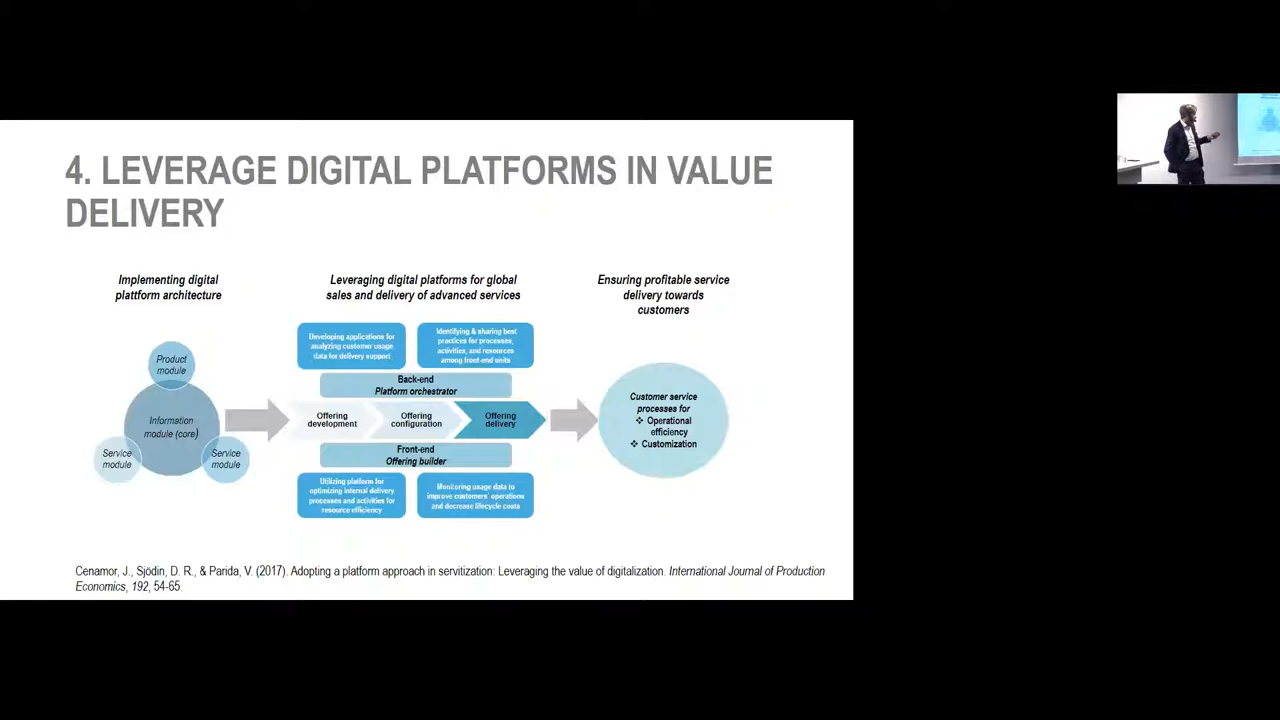 4. LEVERAGE DIGITAL PLATFORMS IN VALUE
DELIVERY
Implementing digital
plattform architecture
Product
module
Information
module (core)
Service
module
Service
module
Leveraging digital platforms for global
sales and delivery of advanced services
Developing applications for
analyzing customer usage
data for delivery support
Identifying & sharing best
practices for processes,
activities, and resources
among front-end units
Back-end
Platform orchestrator
Offering
development
Offering
configuration
Offering
delivery
Front-end
Offering builder
Utilizing platform for
optimizing internal delivery
processes and activities for
resource efficiency
Monitoring usage data to
improve customers' operations
and decrease lifecycle costs
Ensuring profitable service
delivery towards
customers
Customer service
processes for
❖ Operational
efficiency
❖ Customization
Cenamor, J., Sjödin, D. R., & Parida, V. (2017). Adopting a platform approach in servitization: Leveraging the value of digitalization. International Journal of Production
Economics, 192, 54-65.